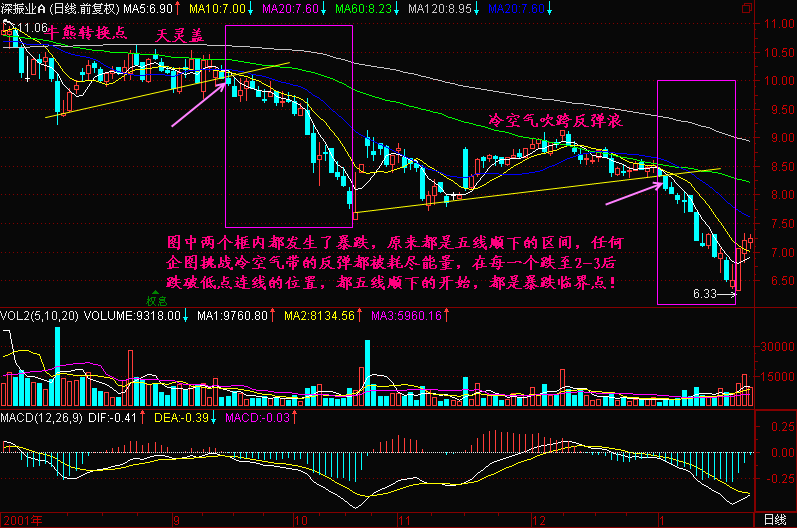 深振业A (日线.前复权) MA5:6.90↑ MA10:7.00↓ MA20:7.60↓ MA60:8.23↓ MA120:8.95↓ MA20:7.60↓
11.06 牛熊转换点 天灵盖
11.00
10.00
9.00
8.50
8.00
7.50
7.00
6.50
冷空气吹跨反弹浪
图中两个框内都发生了暴跌，原来都是五线顺下的区间，任何
企图挑战冷空气带的反弹都被耗尽能量，在每一个跌至2-3后
跌破低点连线的位置，都五线顺下的开始，都是暴跌临界点！
6.33→
权息
VOL2(5,10,20) VOLUME:9318.00↓ MA1:9760.80↑ MA2:8134.56↑ MA3:5960.16↑
30000
15000
MACD(12,26,9) DIF:-0.41↑ DEA:-0.39↓ MACD:-0.03↑
0.25
0.00
-0.25
2001年 9 10 11 12 1 日线